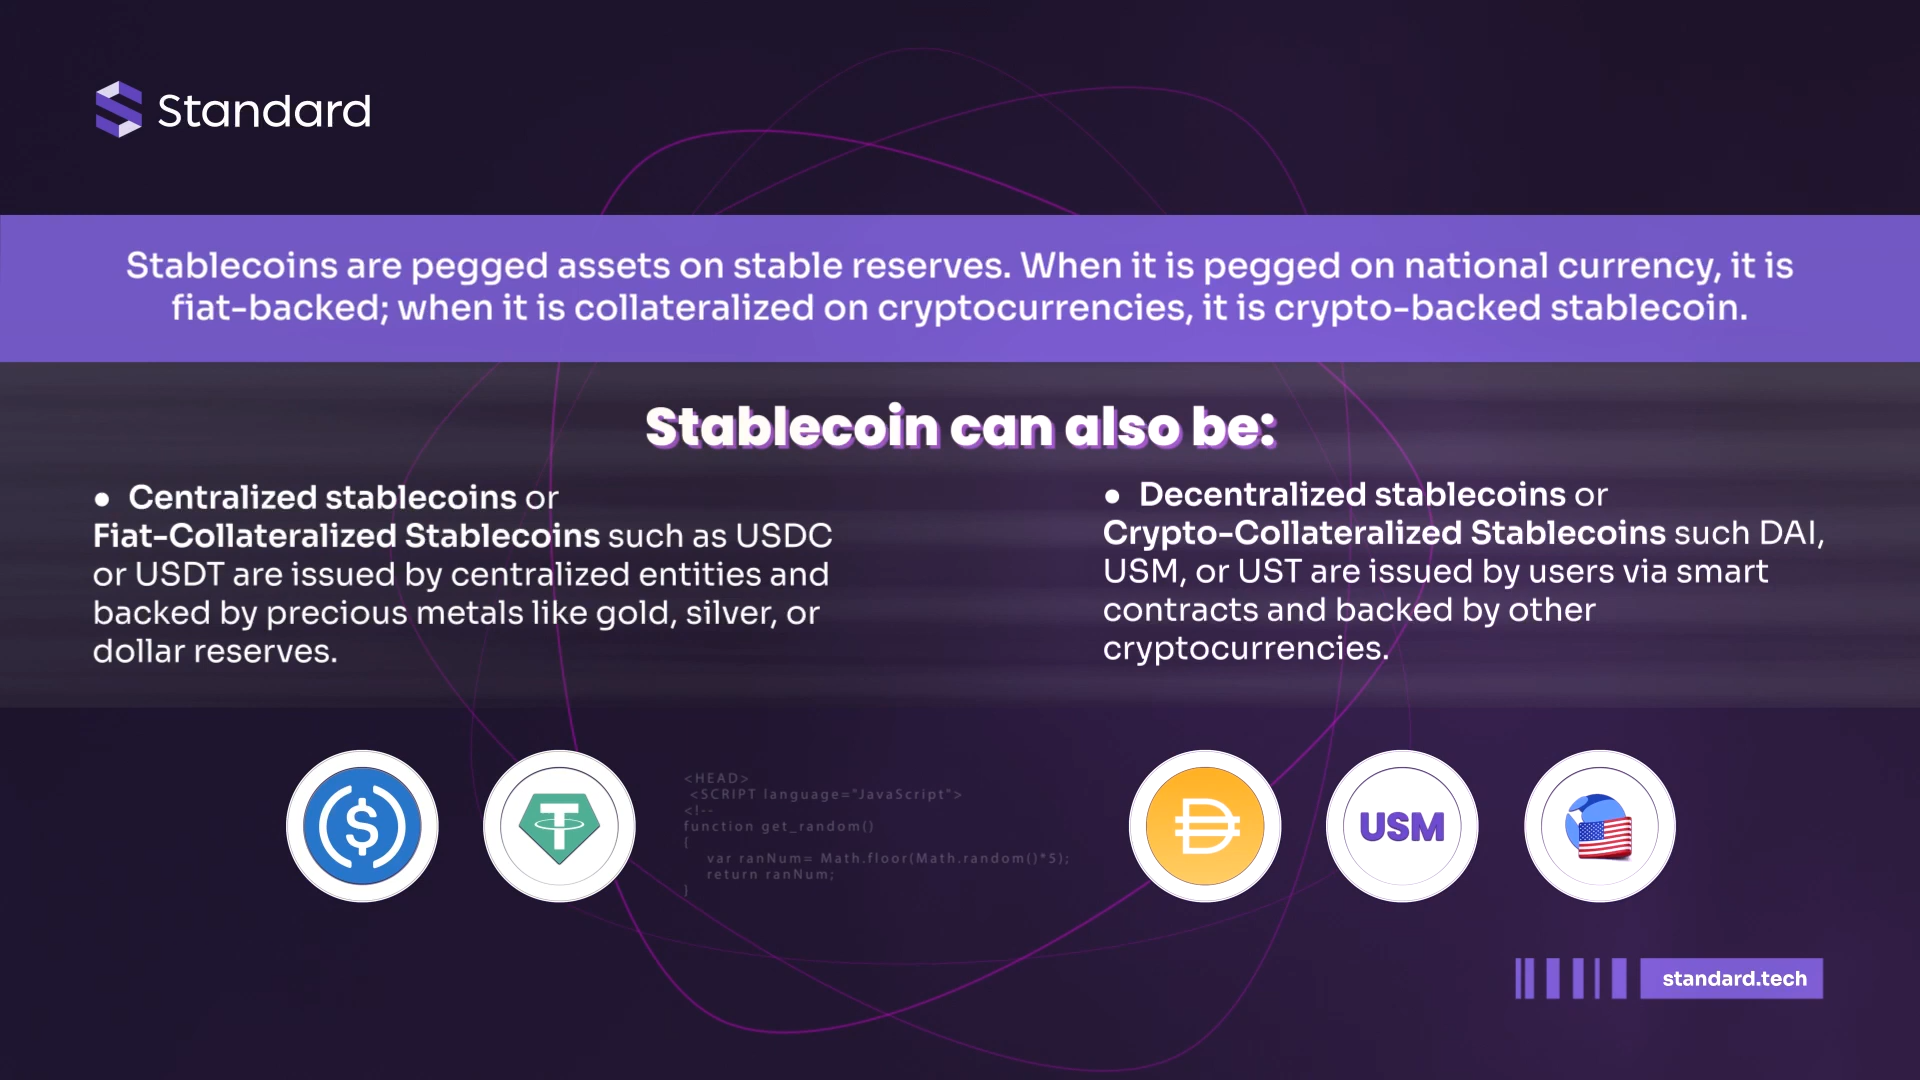 Standard
Stablecoins are pegged assets on stable reserves. When it is pegged on national currency, it is
fiat-backed; when it is collateralized on cryptocurrencies, it is crypto-backed stablecoin.
Stablecoin can also be:
● Centralized stablecoins or
Fiat-Collateralized Stablecoins such as USDC
or USDT are issued by centralized entities and
backed by precious metals like gold, silver, or
dollar reserves.
● Decentralized stablecoins or
Crypto-Collateralized Stablecoins such DAI,
USM, or UST are issued by users via smart
contracts and backed by other
cryptocurrencies.
<HEAD>
<SCRIPT language="JavaScript">
<!--
function get_random()
{
var ranNum= Math.floor(Math.random()*5);
return ranNum;
}
USM
standard.tech